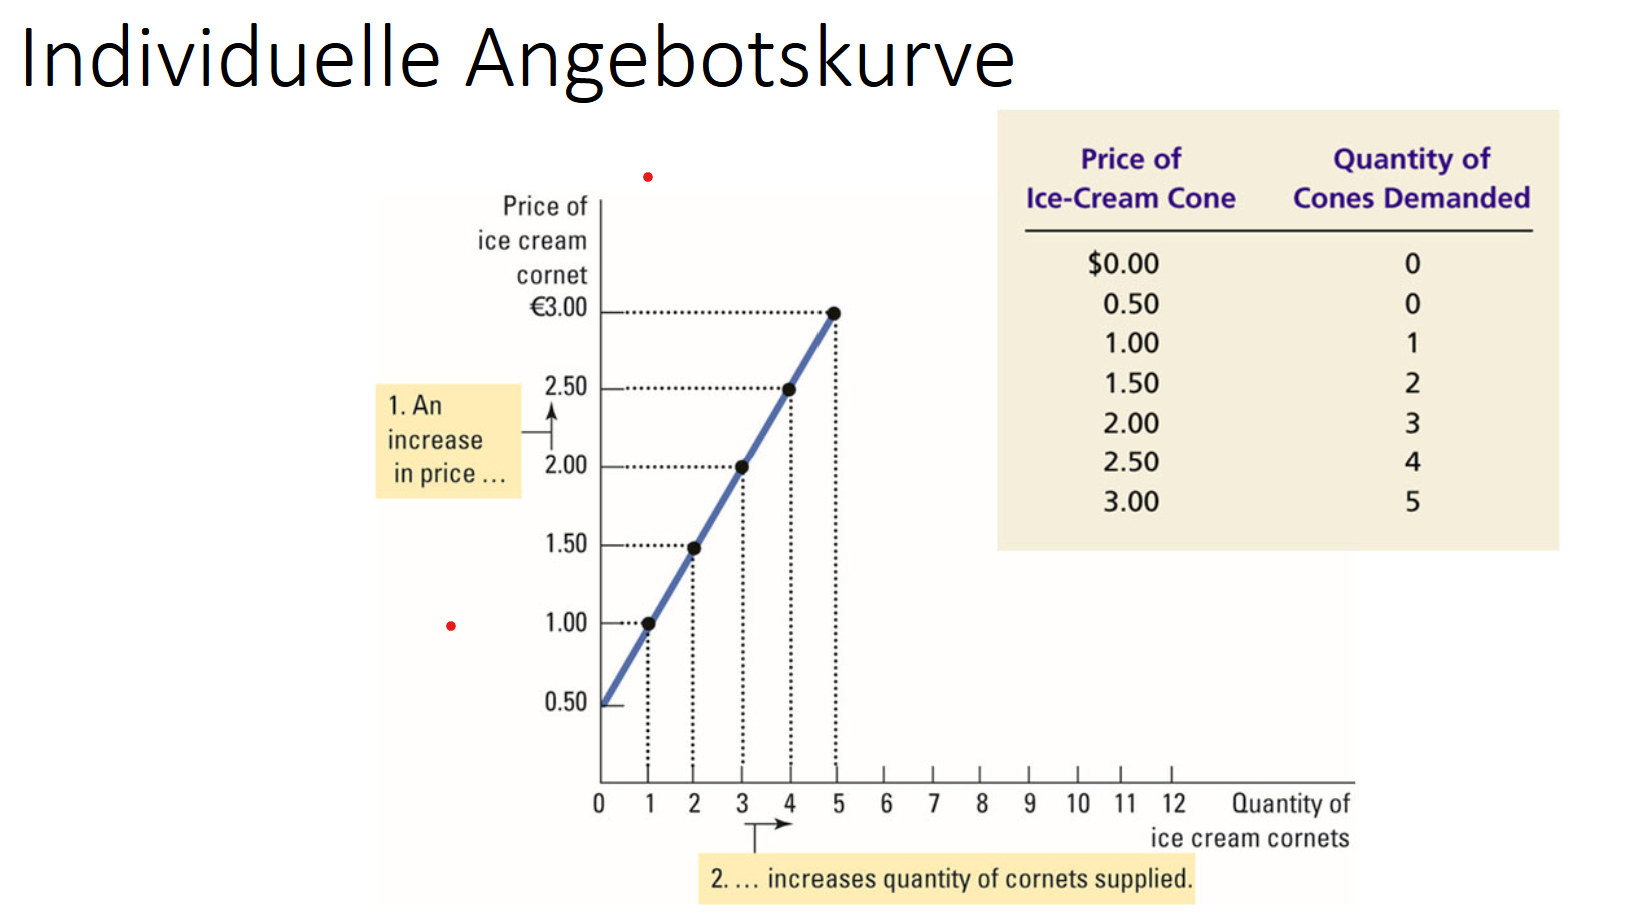 Individuelle Angebotskurve
Price of
ice cream
cornet
€3.00
2.50
2.00
1.50
1.00
0.50
1. An
increase
in price ...
0 1 2 3 4 5 6 7 8 9 10 11 12
Quantity of
ice cream cornets
2. ... increases quantity of cornets supplied.
Price of Quantity of
Ice-Cream Cone Cones Demanded
$0.00 0
0.50 0
1.00 1
1.50 2
2.00 3
2.50 4
3.00 5